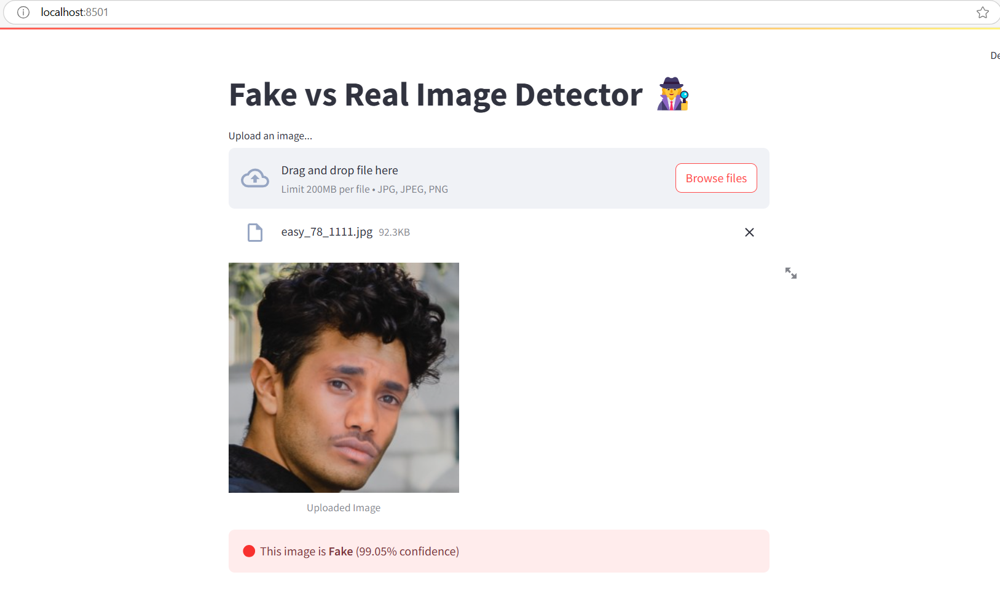 localhost:8501
De
Fake vs Real Image Detector
Upload an image...
Drag and drop file here
Limit 200MB per file • JPG, JPEG, PNG
Browse files
easy_78_1111.jpg 92.3KB
Uploaded Image
This image is Fake (99.05% confidence)